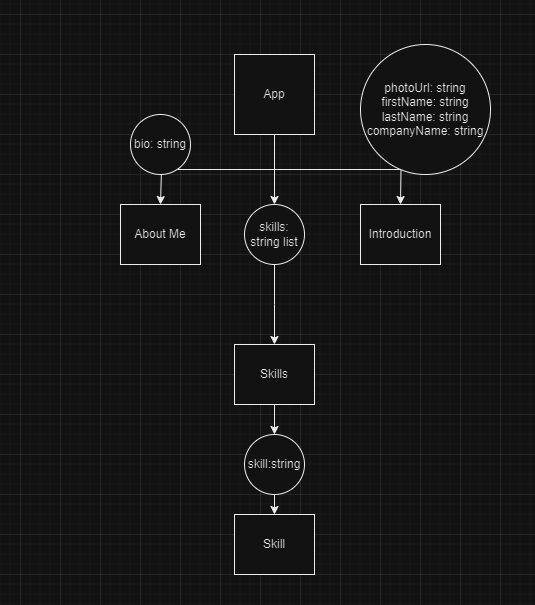 App
photoUrl: string
firstName: string
lastName: string
companyName: string
bio: string
About Me
skills:
string list
Introduction
Skills
skill:string
Skill